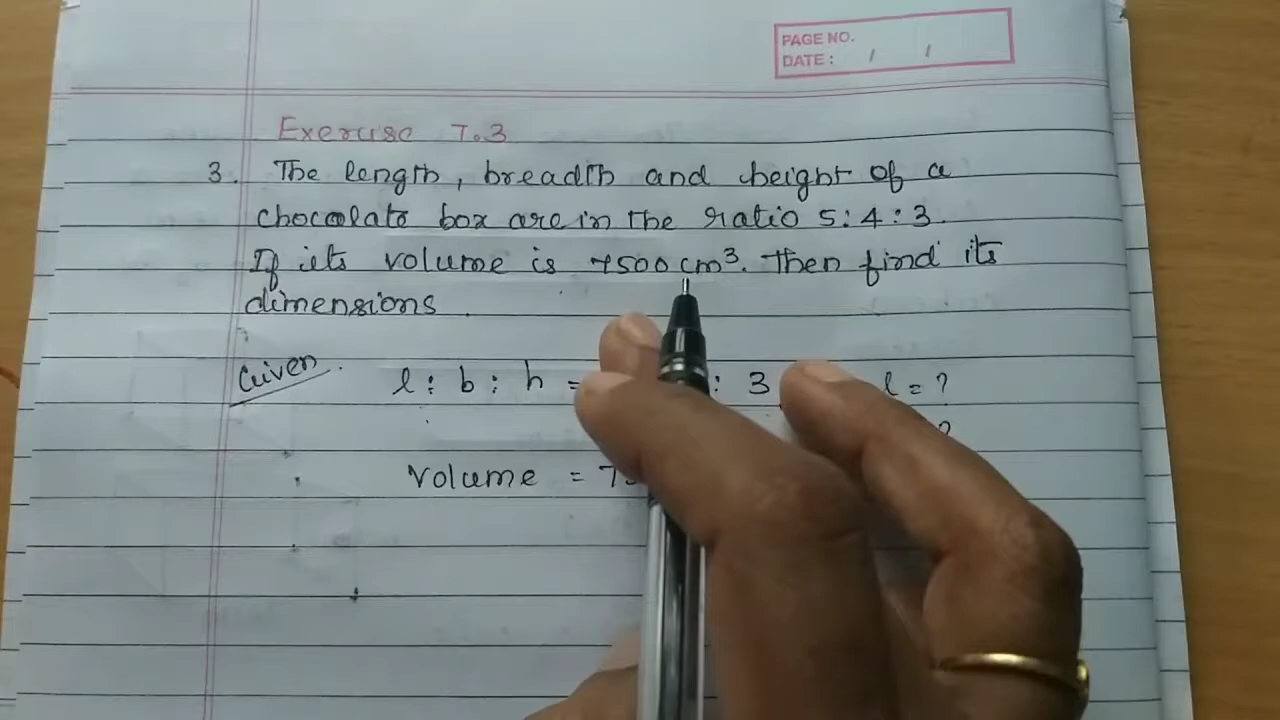 PAGE NO.
DATE : / /
Exercise 7.3
3. The length, breadth and height of a
chocolate box are in the ratio 5:4:3.
If its volume is 7500 cm³. Then find its
dimensions.
Given. l : b : h = : 3 l = ?
?
Volume = 75